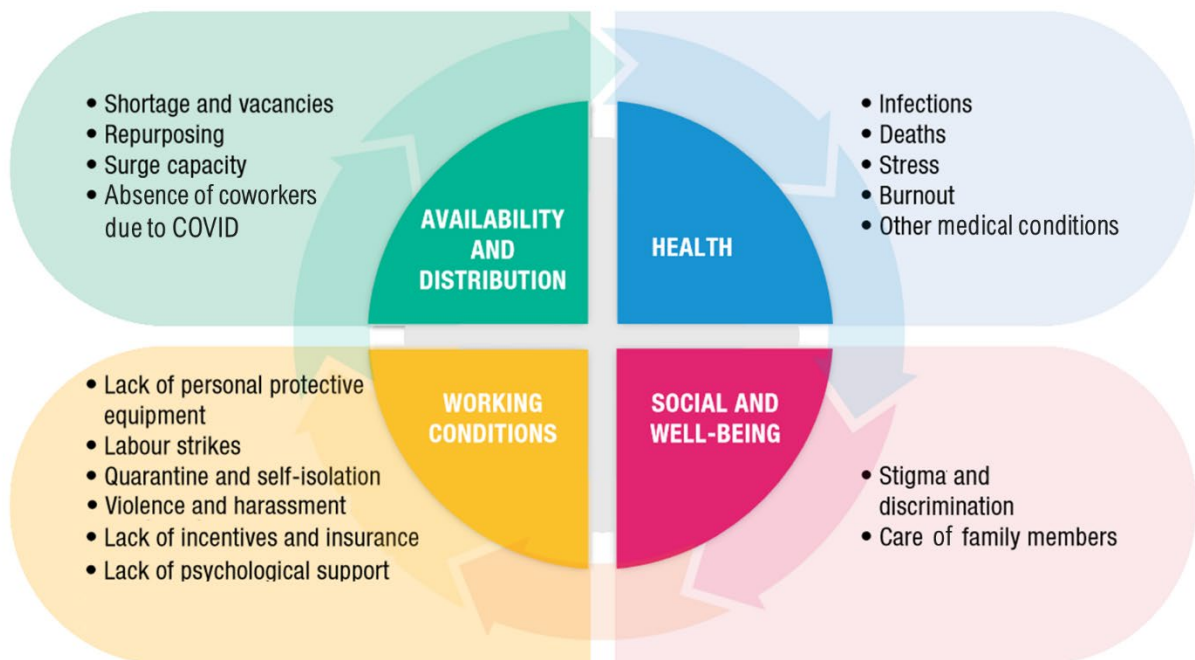 • Shortage and vacancies
• Repurposing
• Surge capacity
• Absence of coworkers
due to COVID
AVAILABILITY
AND
DISTRIBUTION
HEALTH
• Infections
• Deaths
• Stress
• Burnout
• Other medical conditions
• Lack of personal protective
equipment
• Labour strikes
• Quarantine and self-isolation
• Violence and harassment
• Lack of incentives and insurance
• Lack of psychological support
WORKING
CONDITIONS
SOCIAL AND
WELL-BEING
• Stigma and
discrimination
• Care of family members